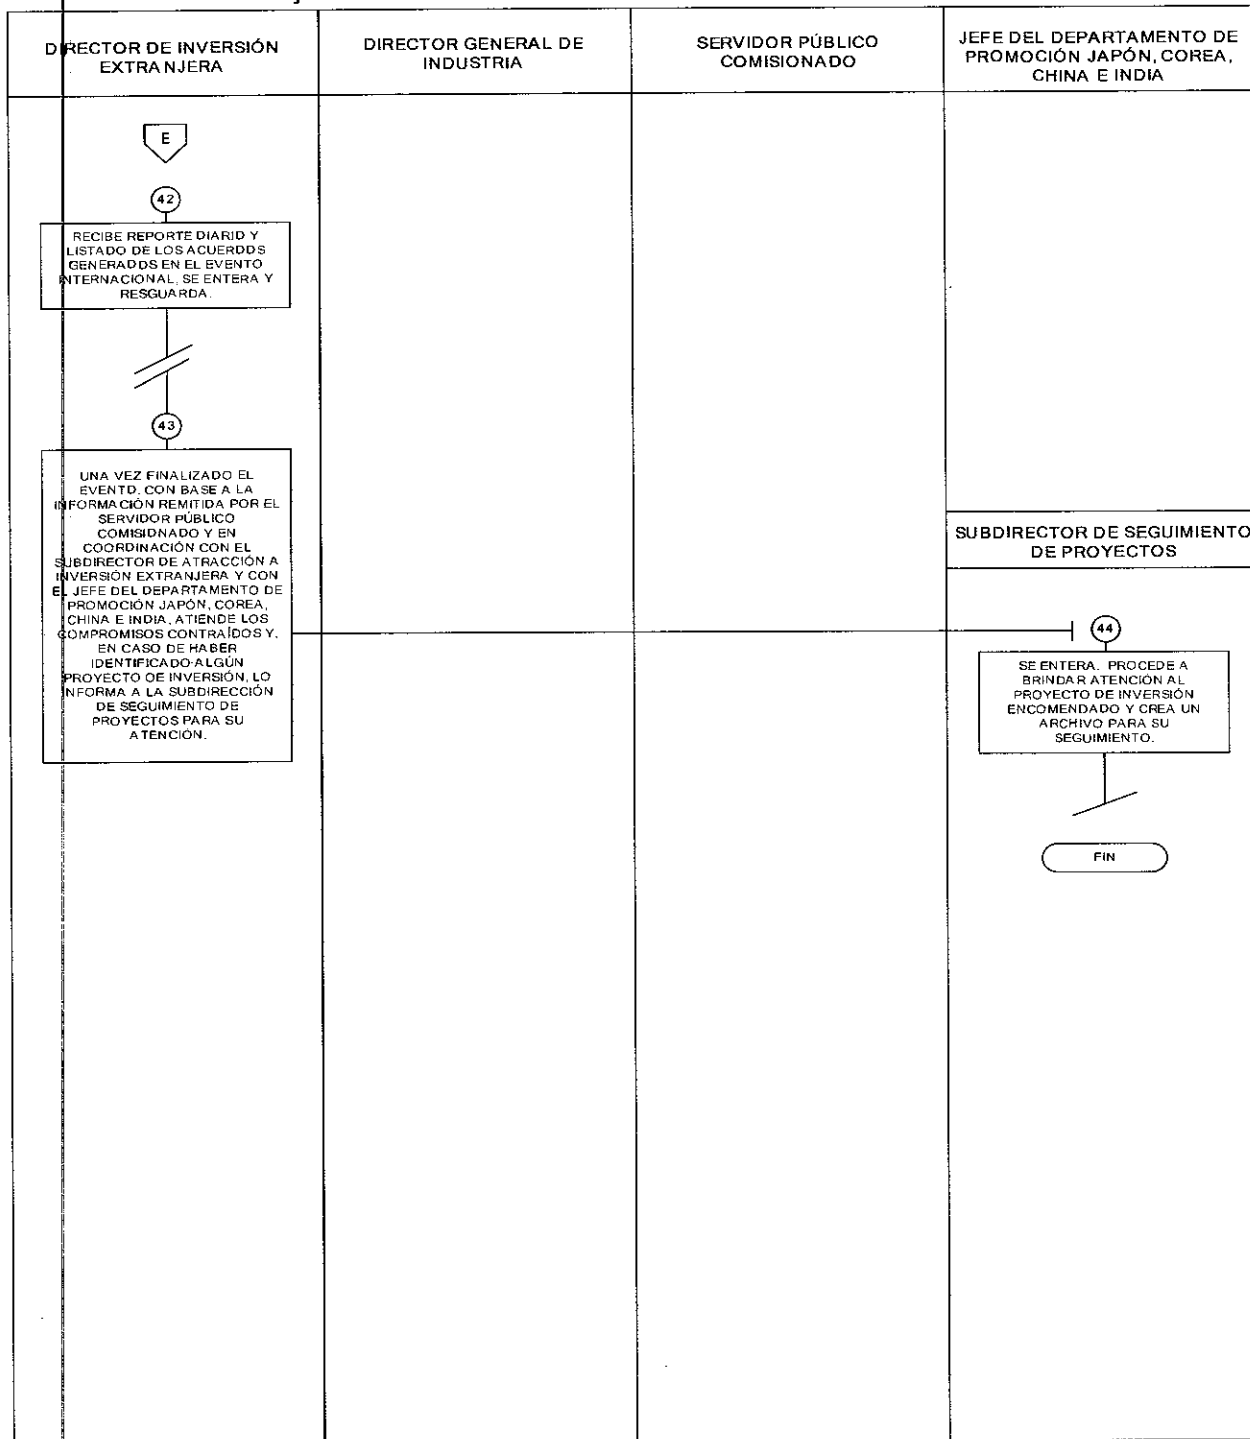 DIRECTOR DE INVERSIÓN
EXTRANJERA
DIRECTOR GENERAL DE
INDUSTRIA
SERVIDOR PÚBLICO
COMISIONADO
JEFE DEL DEPARTAMENTO DE
PROMOCIÓN JAPÓN, COREA,
CHINA E INDIA
E
42
RECIBE REPORTE DIARID Y
LISTADO DE LOS ACUERDDS
GENERADDS EN EL EVENTO
INTERNACIONAL, SE ENTERA Y
RESGUARDA.
43
UNA VEZ FINALIZADO EL
EVENTD, CON BASE A LA
INFORMACIÓN REMITIDA POR EL
SERVIDOR PÚBLICO
COMISIDNADO Y EN
COORDINACIÓN CON EL
SUBDIRECTOR DE ATRACCIÓN A
INVERSIÓN EXTRANJERA Y CON
EL JEFE DEL DEPARTAMENTO DE
PROMOCIÓN JAPÓN, COREA,
CHINA E INDIA, ATIENDE LOS
COMPROMISOS CONTRAÍDOS Y,
EN CASO DE HABER
IDENTIFICADO ALGÚN
PROYECTO DE INVERSIÓN, LO
INFORMA A LA SUBDIRECCIÓN
DE SEGUIMIENTO DE
PROYECTOS PARA SU
ATENCIÓN.
SUBDIRECTOR DE SEGUIMIENTO
DE PROYECTOS
44
SE ENTERA. PROCEDE A
BRINDAR ATENCIÓN AL
PROYECTO DE INVERSIÓN
ENCOMENDADO Y CREA UN
ARCHIVO PARA SU
SEGUIMIENTO.
FIN